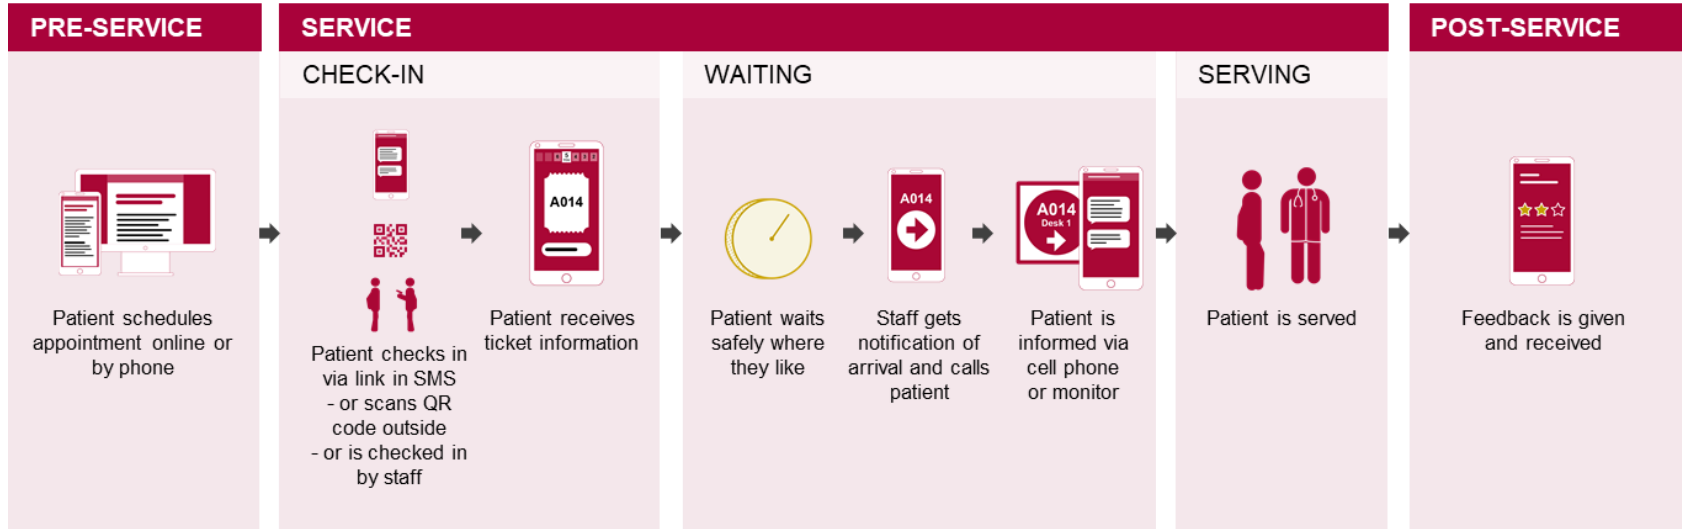 PRE-SERVICE
SERVICE
POST-SERVICE
CHECK-IN
WAITING
SERVING
Patient schedules
appointment online or
by phone
Patient checks in
via link in SMS
- or scans QR
code outside
- or is checked in
by staff
A014
Patient receives
ticket information
Patient waits
safely where
they like
A014
Staff gets
notification of
arrival and calls
patient
A014
Desk 1
Patient is
informed via
cell phone
or monitor
Patient is served
Feedback is given
and received